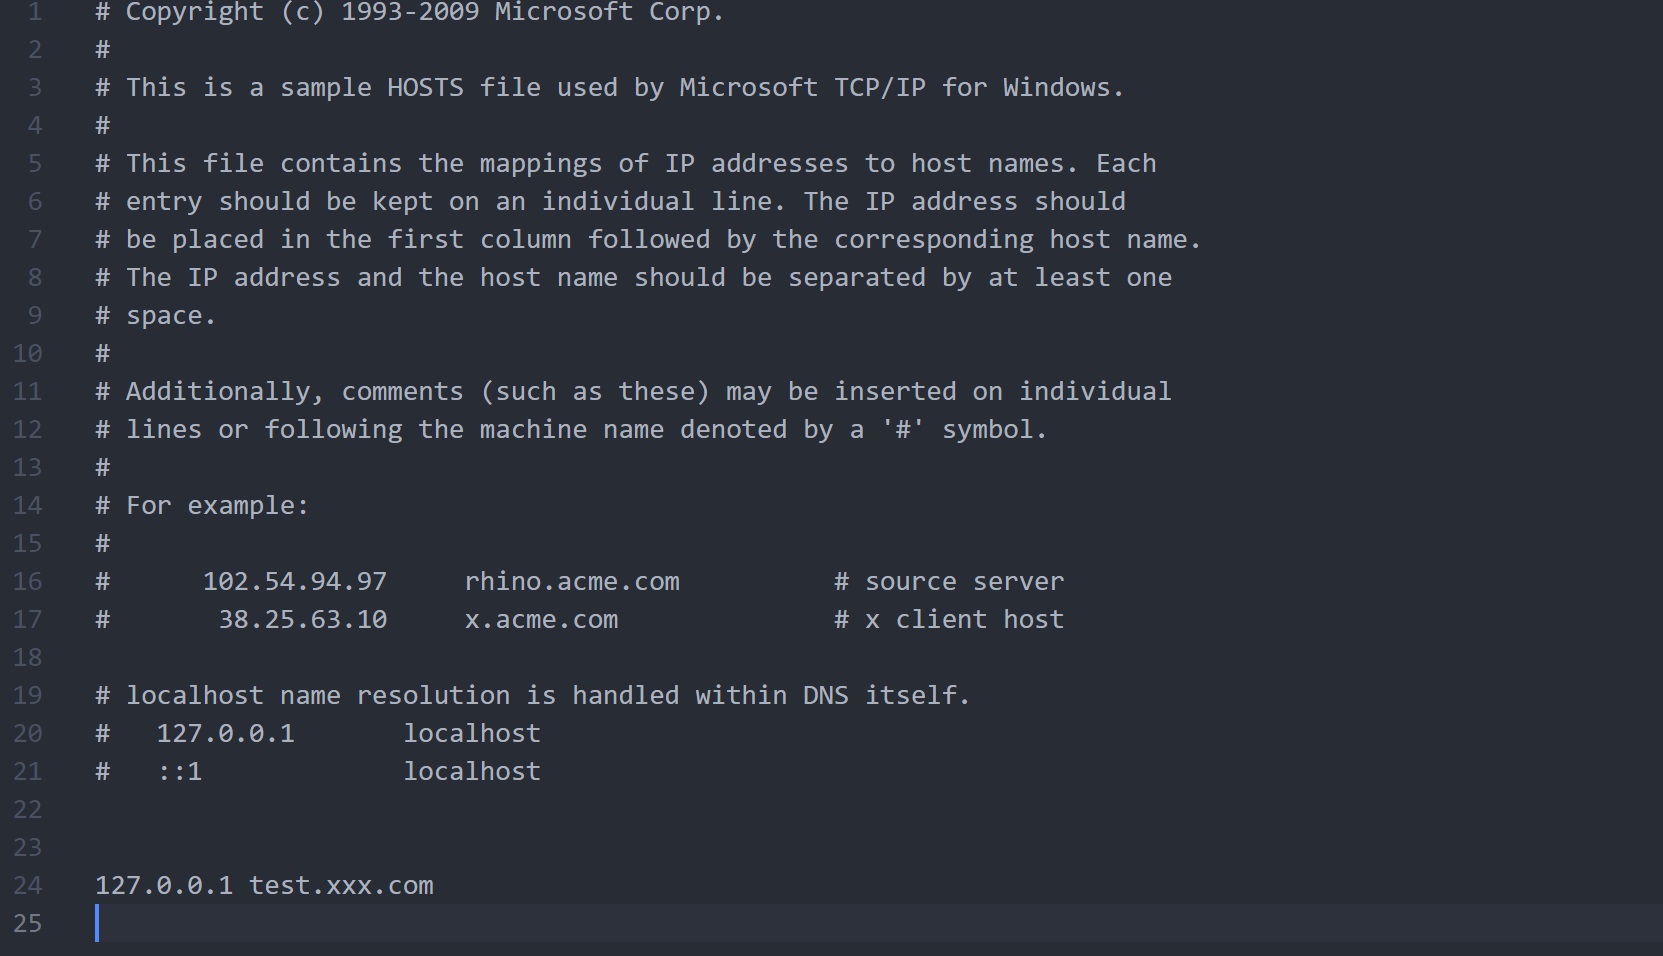 1 # Copyright (c) 1993-2009 Microsoft Corp.
2 #
3 # This is a sample HOSTS file used by Microsoft TCP/IP for Windows.
4 #
5 # This file contains the mappings of IP addresses to host names. Each
6 # entry should be kept on an individual line. The IP address should
7 # be placed in the first column followed by the corresponding host name.
8 # The IP address and the host name should be separated by at least one
9 # space.
10 #
11 # Additionally, comments (such as these) may be inserted on individual
12 # lines or following the machine name denoted by a '#' symbol.
13 #
14 # For example:
15 #
16 #      102.54.94.97     rhino.acme.com          # source server
17 #       38.25.63.10     x.acme.com              # x client host
18
19 # localhost name resolution is handled within DNS itself.
20 #   127.0.0.1       localhost
21 #   ::1             localhost
22
23
24 127.0.0.1 test.xxx.com
25